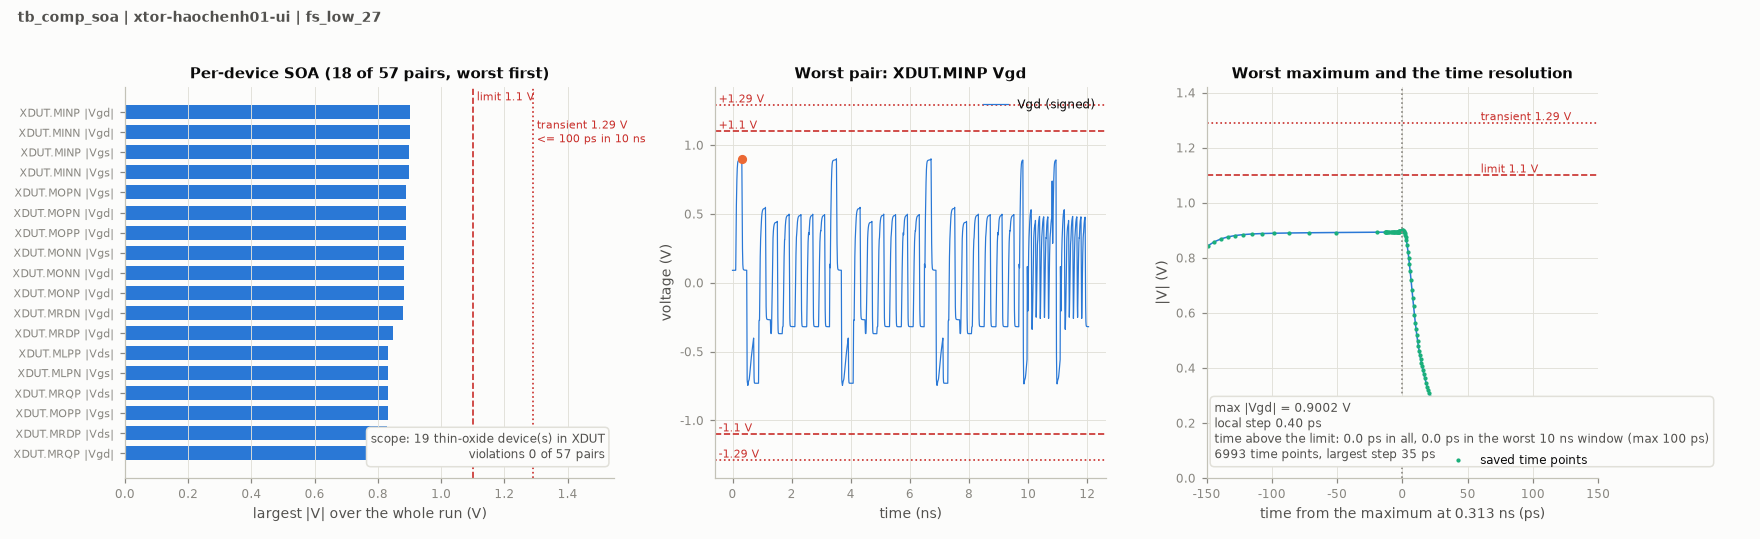 tb_comp_soa | xtor-haochenh01-ui | fs_low_27
Per-device SOA (18 of 57 pairs, worst first)
limit 1.1 V
transient 1.29 V
<= 100 ps in 10 ns
XDUT.MINP |Vgd|
XDUT.MINN |Vgd|
XDUT.MINP |Vgs|
XDUT.MINN |Vgs|
XDUT.MOPN |Vgs|
XDUT.MOPN |Vgd|
XDUT.MOPP |Vgd|
XDUT.MONN |Vgs|
XDUT.MONN |Vgd|
XDUT.MONP |Vgd|
XDUT.MRDN |Vgd|
XDUT.MRDP |Vgd|
XDUT.MLPP |Vds|
XDUT.MLPN |Vgs|
XDUT.MRQP |Vds|
XDUT.MOPP |Vgs|
XDUT.MRDP |Vds|
XDUT.MRQP |Vgd|
scope: 19 thin-oxide device(s) in XDUT
violations 0 of 57 pairs
0.0 0.2 0.4 0.6 0.8 1.0 1.2 1.4
largest |V| over the whole run (V)
Worst pair: XDUT.MINP Vgd
+1.29 V
Vgd (signed)
+1.1 V
1.0
0.5
0.0
-0.5
-1.0
-1.1 V
-1.29 V
voltage (V)
0 2 4 6 8 10 12
time (ns)
Worst maximum and the time resolution
transient 1.29 V
limit 1.1 V
1.4
1.2
1.0
0.8
0.6
0.4
0.2
0.0
|V| (V)
max |Vgd| = 0.9002 V
local step 0.40 ps
time above the limit: 0.0 ps in all, 0.0 ps in the worst 10 ns window (max 100 ps)
6993 time points, largest step 35 ps
saved time points
-150 -100 -50 0 50 100 150
time from the maximum at 0.313 ns (ps)